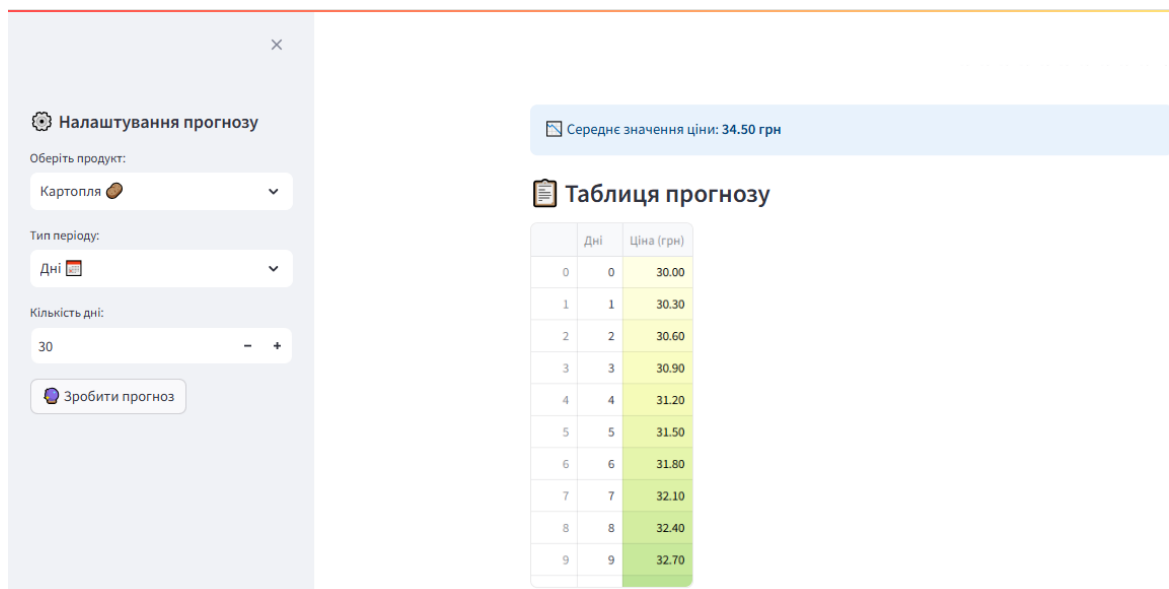 Налаштування прогнозу
Оберіть продукт:
Картопля
Тип періоду:
Дні
Кількість дні:
30 − +
Зробити прогноз
Середнє значення ціни: 34.50 грн
Таблиця прогнозу
Дні Ціна (грн)
0 0 30.00
1 1 30.30
2 2 30.60
3 3 30.90
4 4 31.20
5 5 31.50
6 6 31.80
7 7 32.10
8 8 32.40
9 9 32.70